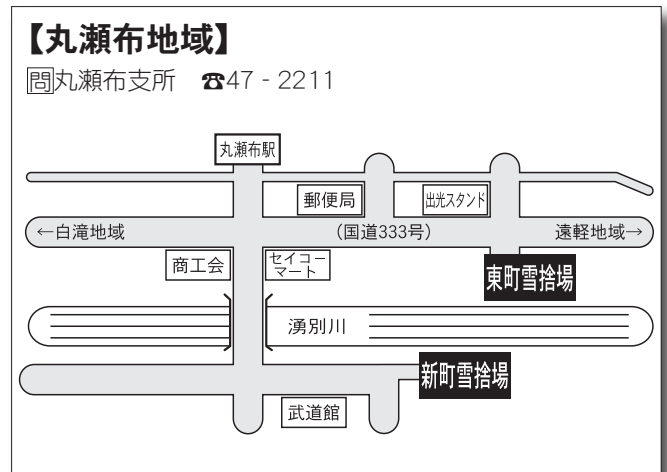 【丸瀬布地域】
問丸瀬布支所 ☎47‐2211
丸瀬布駅
郵便局
出光スタンド
←白滝地域
(国道333号)
遠軽地域→
商工会
セイコー
マート
東町雪捨場
湧別川
新町雪捨場
武道館